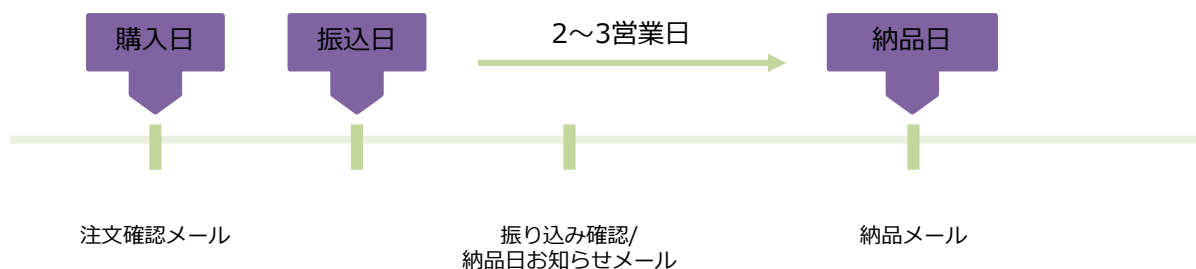 購入日
振込日
2～3営業日
納品日
注文確認メール
振り込み確認/
納品日お知らせメール
納品メール